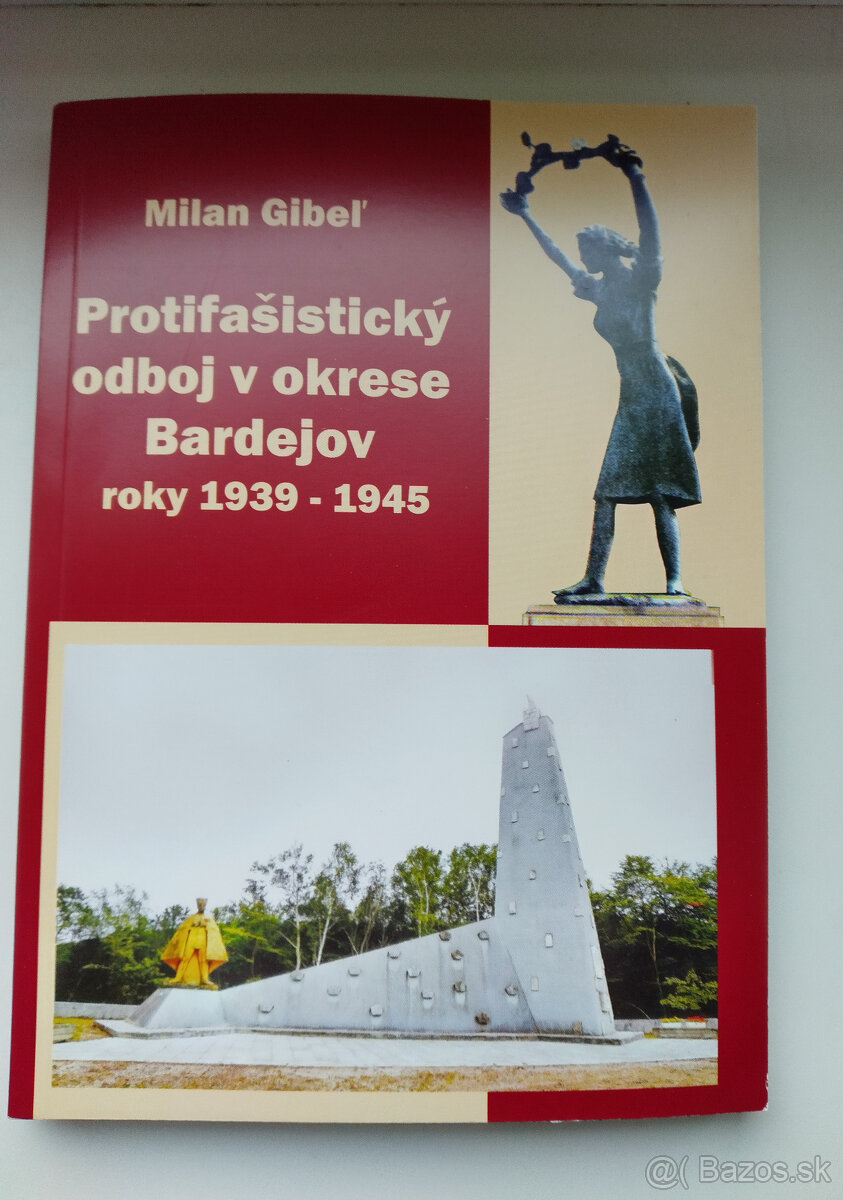 Milan Gibeľ
Protifašistický
odboj v okrese
Bardejov
roky 1939 - 1945
@( Bazos.sk